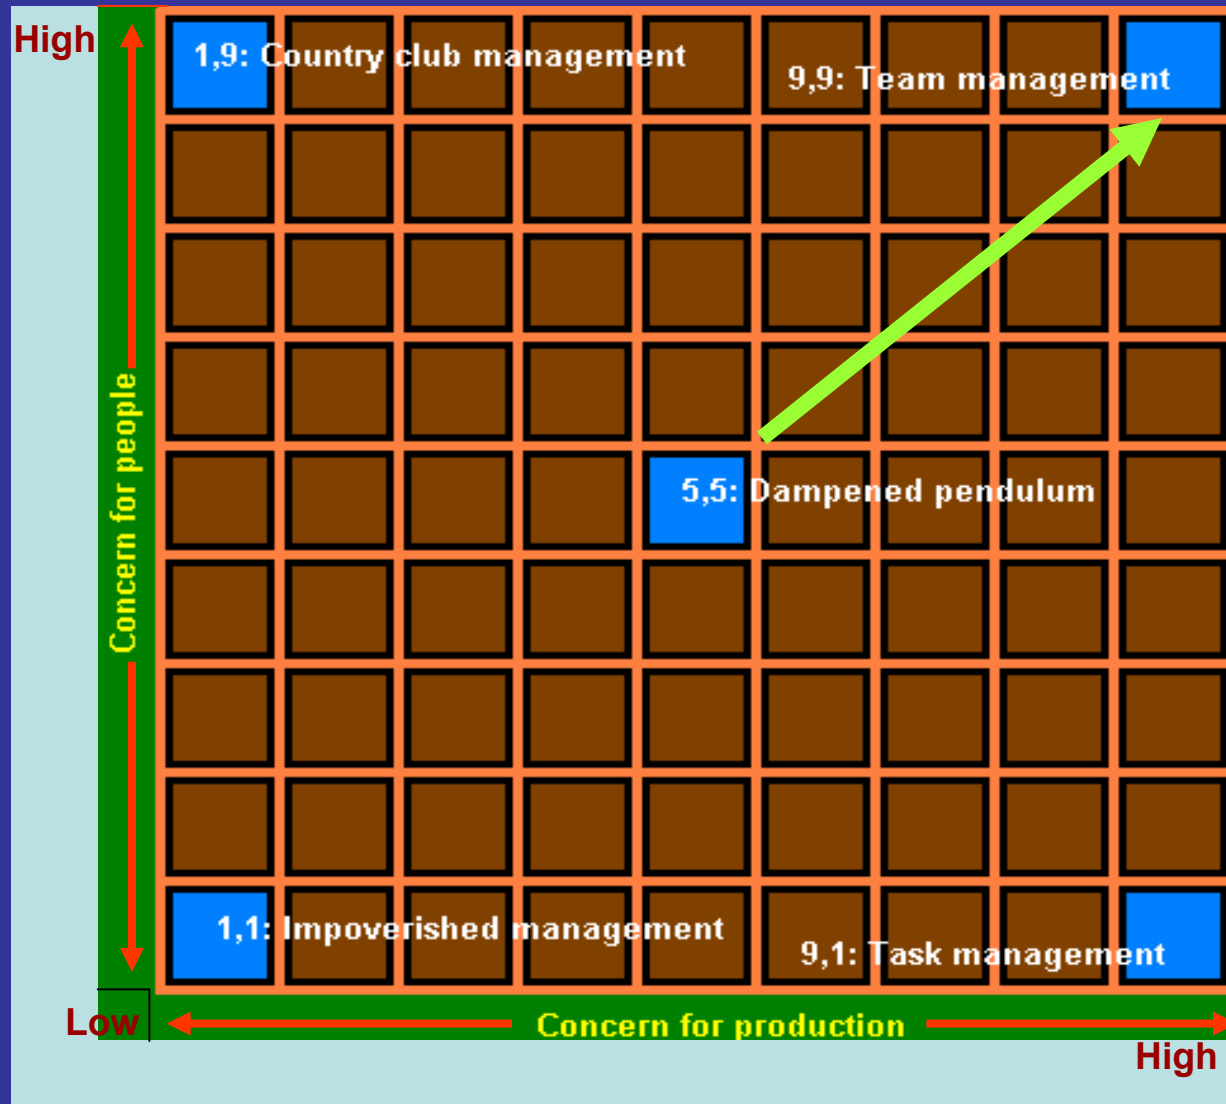 High
1,9: Country club management
9,9: Team management
Concern for people
5,5: Dampened pendulum
1,1: Impoverished management
9,1: Task management
Low
Concern for production
High